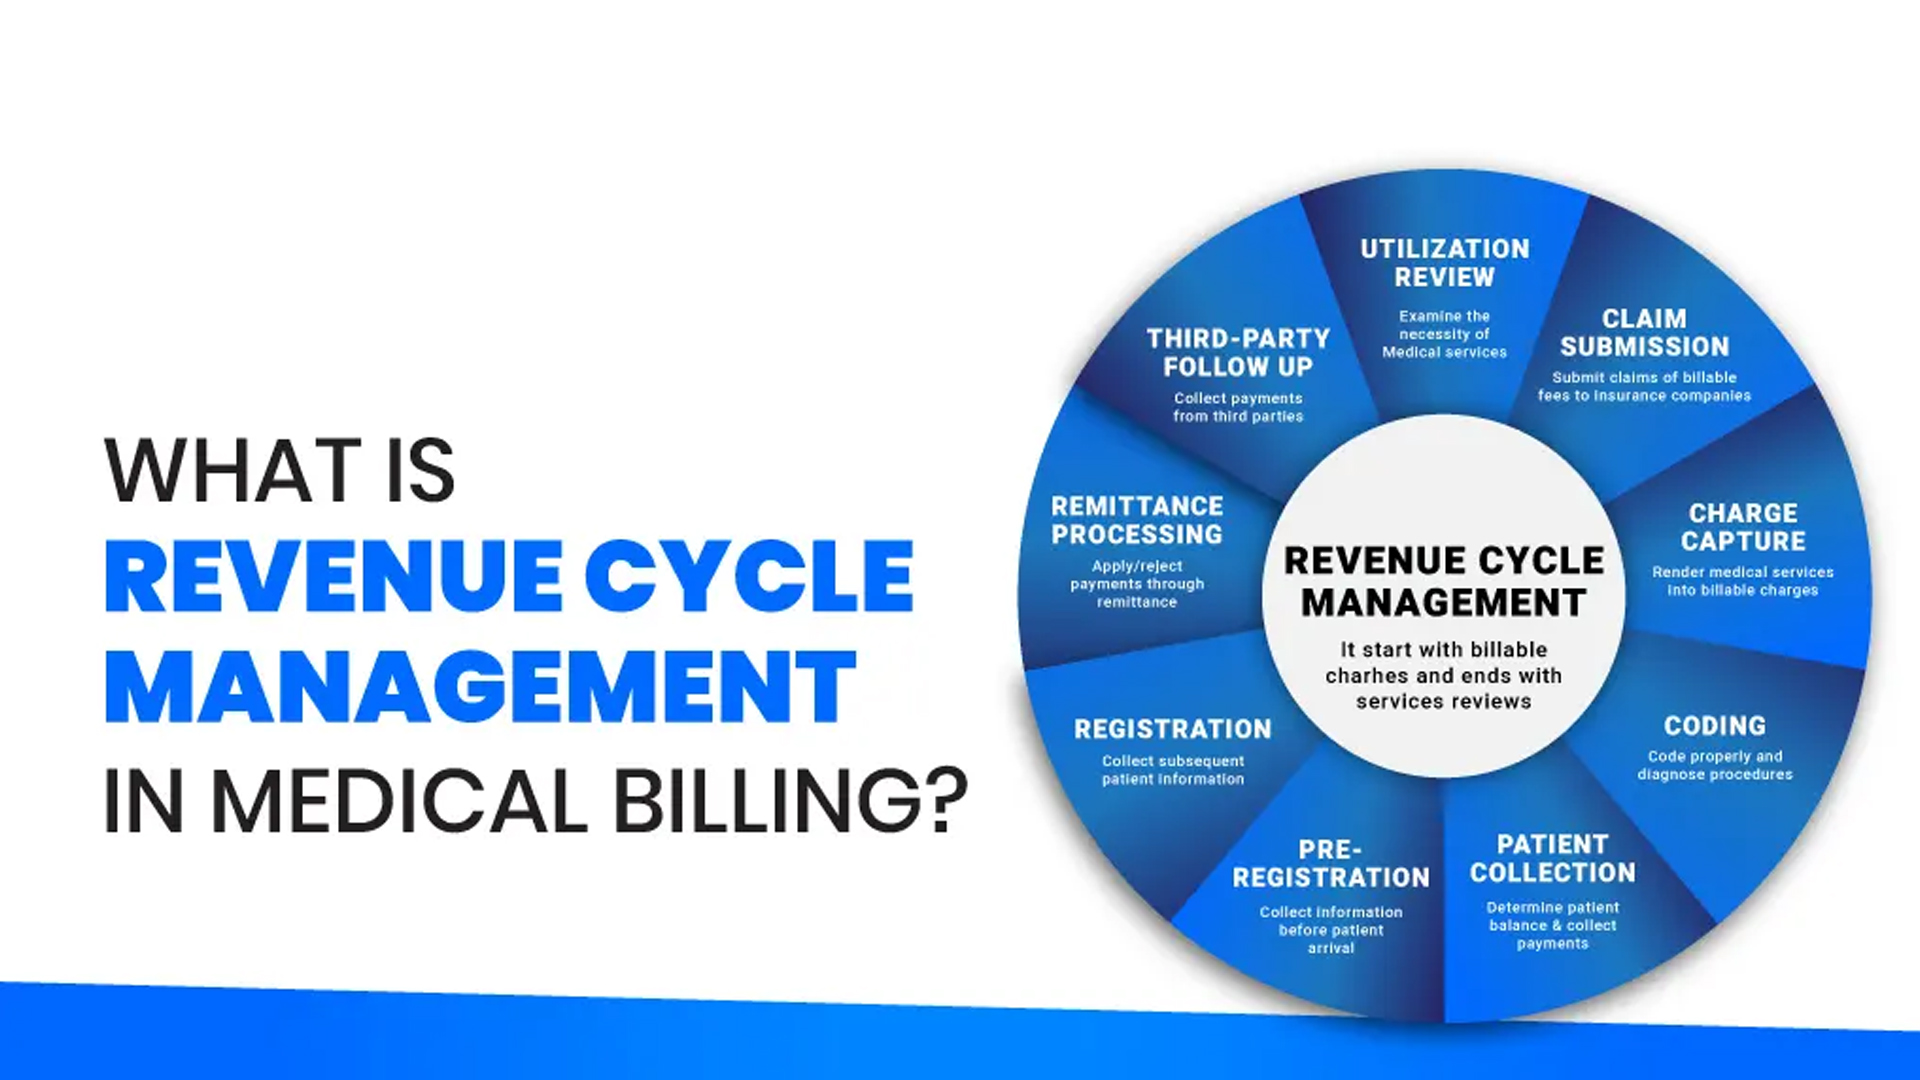 WHAT IS
REVENUE CYCLE
MANAGEMENT
IN MEDICAL BILLING?
UTILIZATION
REVIEW
Examine the
necessity of
Medical services
CLAIM
SUBMISSION
Submit claims of billable
fees to insurance companies
CHARGE
CAPTURE
Render medical services
into billable charges
CODING
Code properly and
diagnose procedures
PATIENT
COLLECTION
Determine patient
balance & collect
payments
PRE-
REGISTRATION
Collect information
before patient
arrival
REGISTRATION
Collect subsequent
patient information
REMITTANCE
PROCESSING
Apply/reject
payments through
remittance
THIRD-PARTY
FOLLOW UP
Collect payments
from third parties
REVENUE CYCLE
MANAGEMENT
It start with billable
charhes and ends with
services reviews